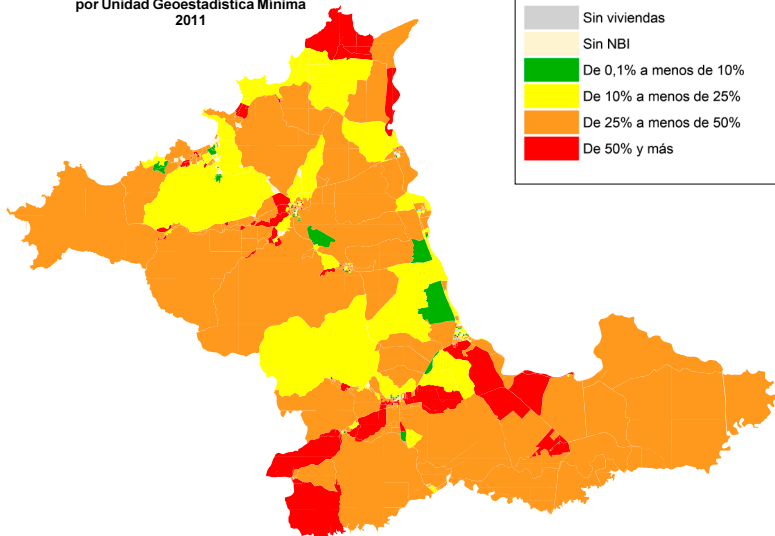 por Unidad Geoestadística Mínima
2011
Sin viviendas
Sin NBI
De 0,1% a menos de 10%
De 10% a menos de 25%
De 25% a menos de 50%
De 50% y más